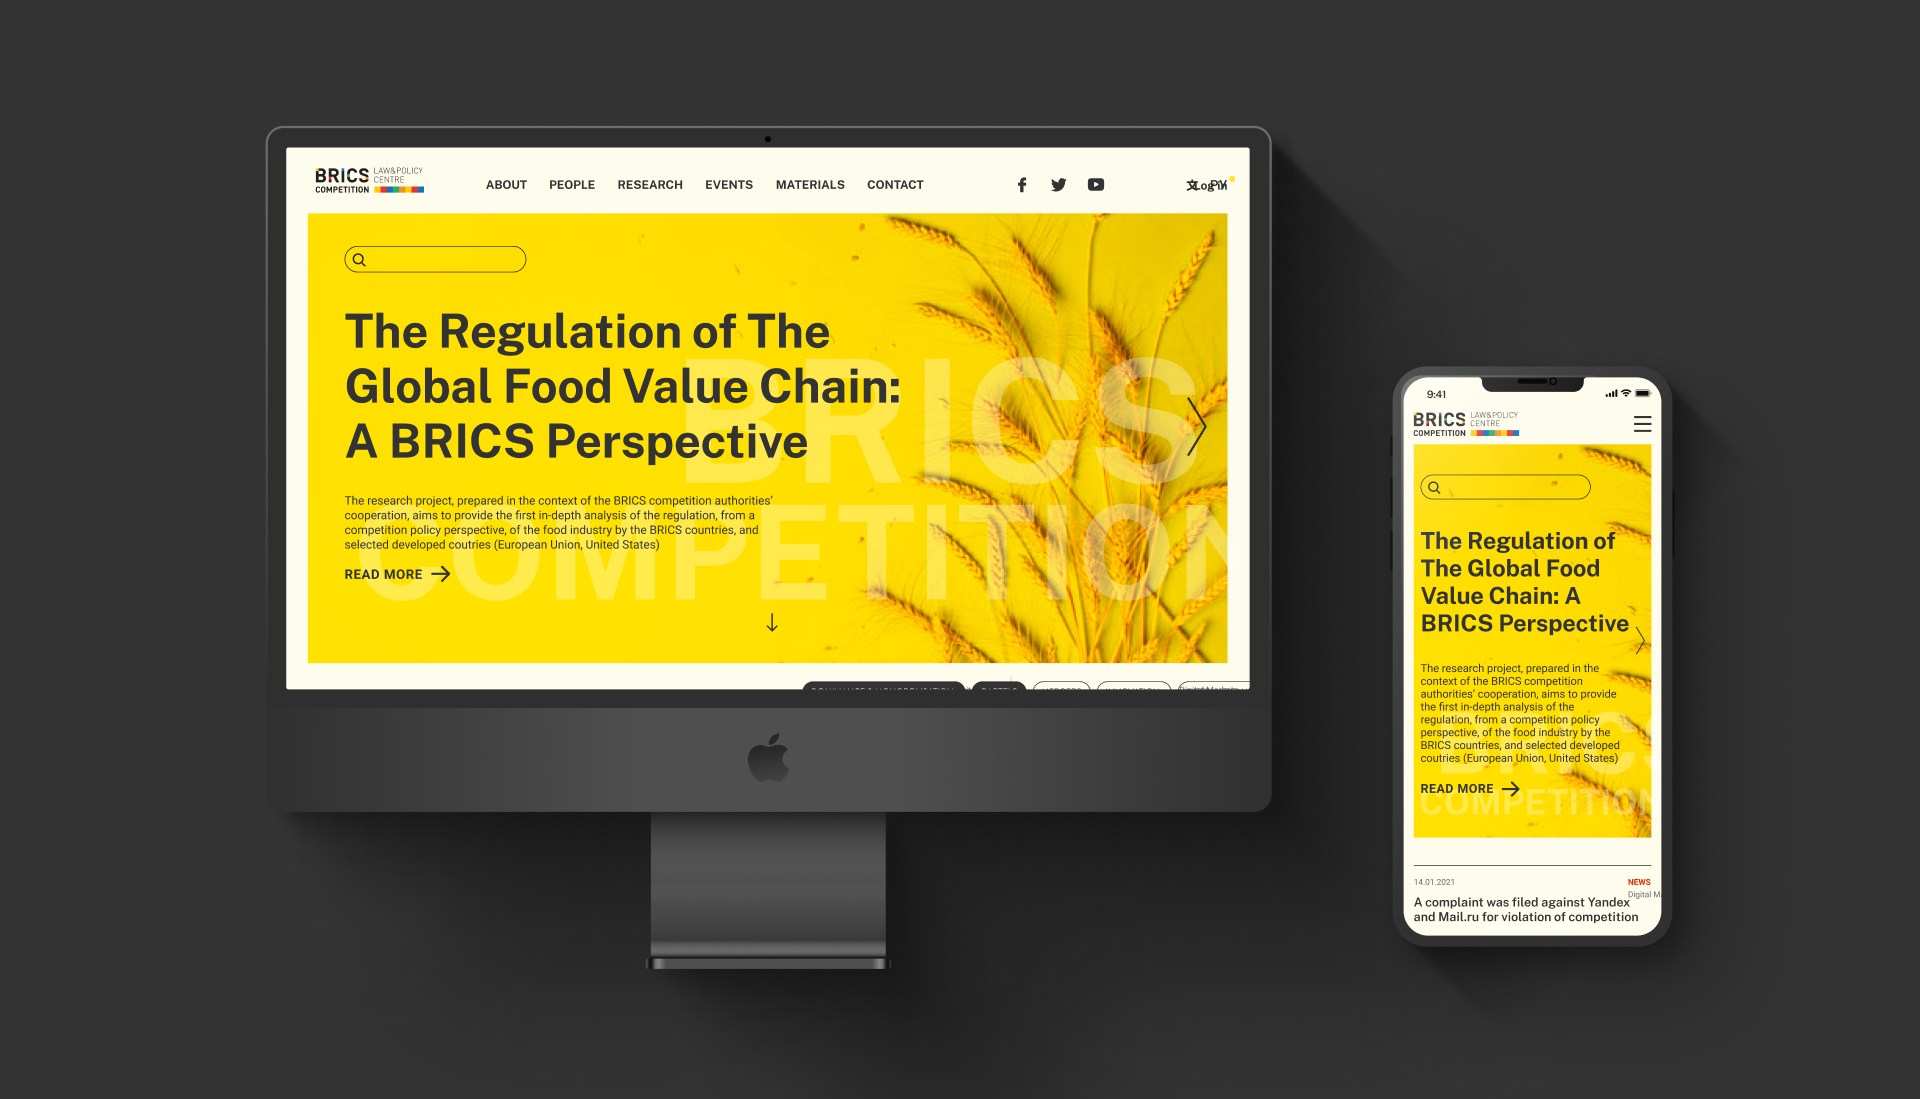 BRICS LAW&POLICY
CENTRE
COMPETITION
ABOUT PEOPLE RESEARCH EVENTS MATERIALS CONTACT
Log in
The Regulation of The
Global Food Value Chain:
A BRICS Perspective
BRICS
COMPETITION
The research project, prepared in the context of the BRICS competition authorities'
cooperation, aims to provide the first in-depth analysis of the regulation, from a
competition policy perspective, of the food industry by the BRICS countries, and
selected developed coutries (European Union, United States)
READ MORE
9:41
BRICS LAW&POLICY
CENTRE
COMPETITION
The Regulation of
The Global Food
Value Chain: A
BRICS Perspective
The research project, prepared in the
context of the BRICS competition
authorities' cooperation, aims to provide
the first in-depth analysis of the
regulation, from a competition policy
perspective, of the food industry by the
BRICS countries, and selected developed
coutries (European Union, United States)
BRICS
READ MORE
COMPETITION
14.01.2021 NEWS
Digital M
A complaint was filed against Yandex
and Mail.ru for violation of competition